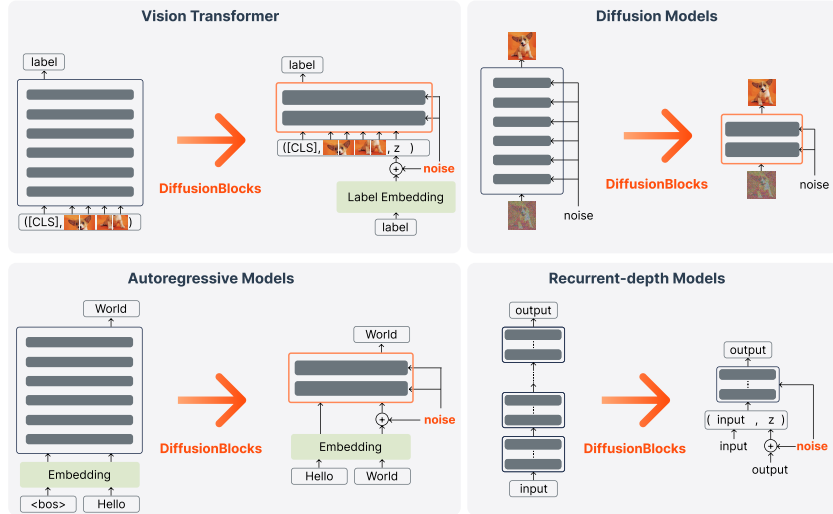 Vision Transformer
label
([CLS], )
DiffusionBlocks
label
([CLS], , z )
+
noise
Label Embedding
label
Diffusion Models
noise
DiffusionBlocks
noise
Autoregressive Models
World
Embedding
<bos>
Hello
DiffusionBlocks
World
+
noise
Embedding
Hello
World
Recurrent-depth Models
output
input
DiffusionBlocks
output
( input , z )
input
+
noise
output